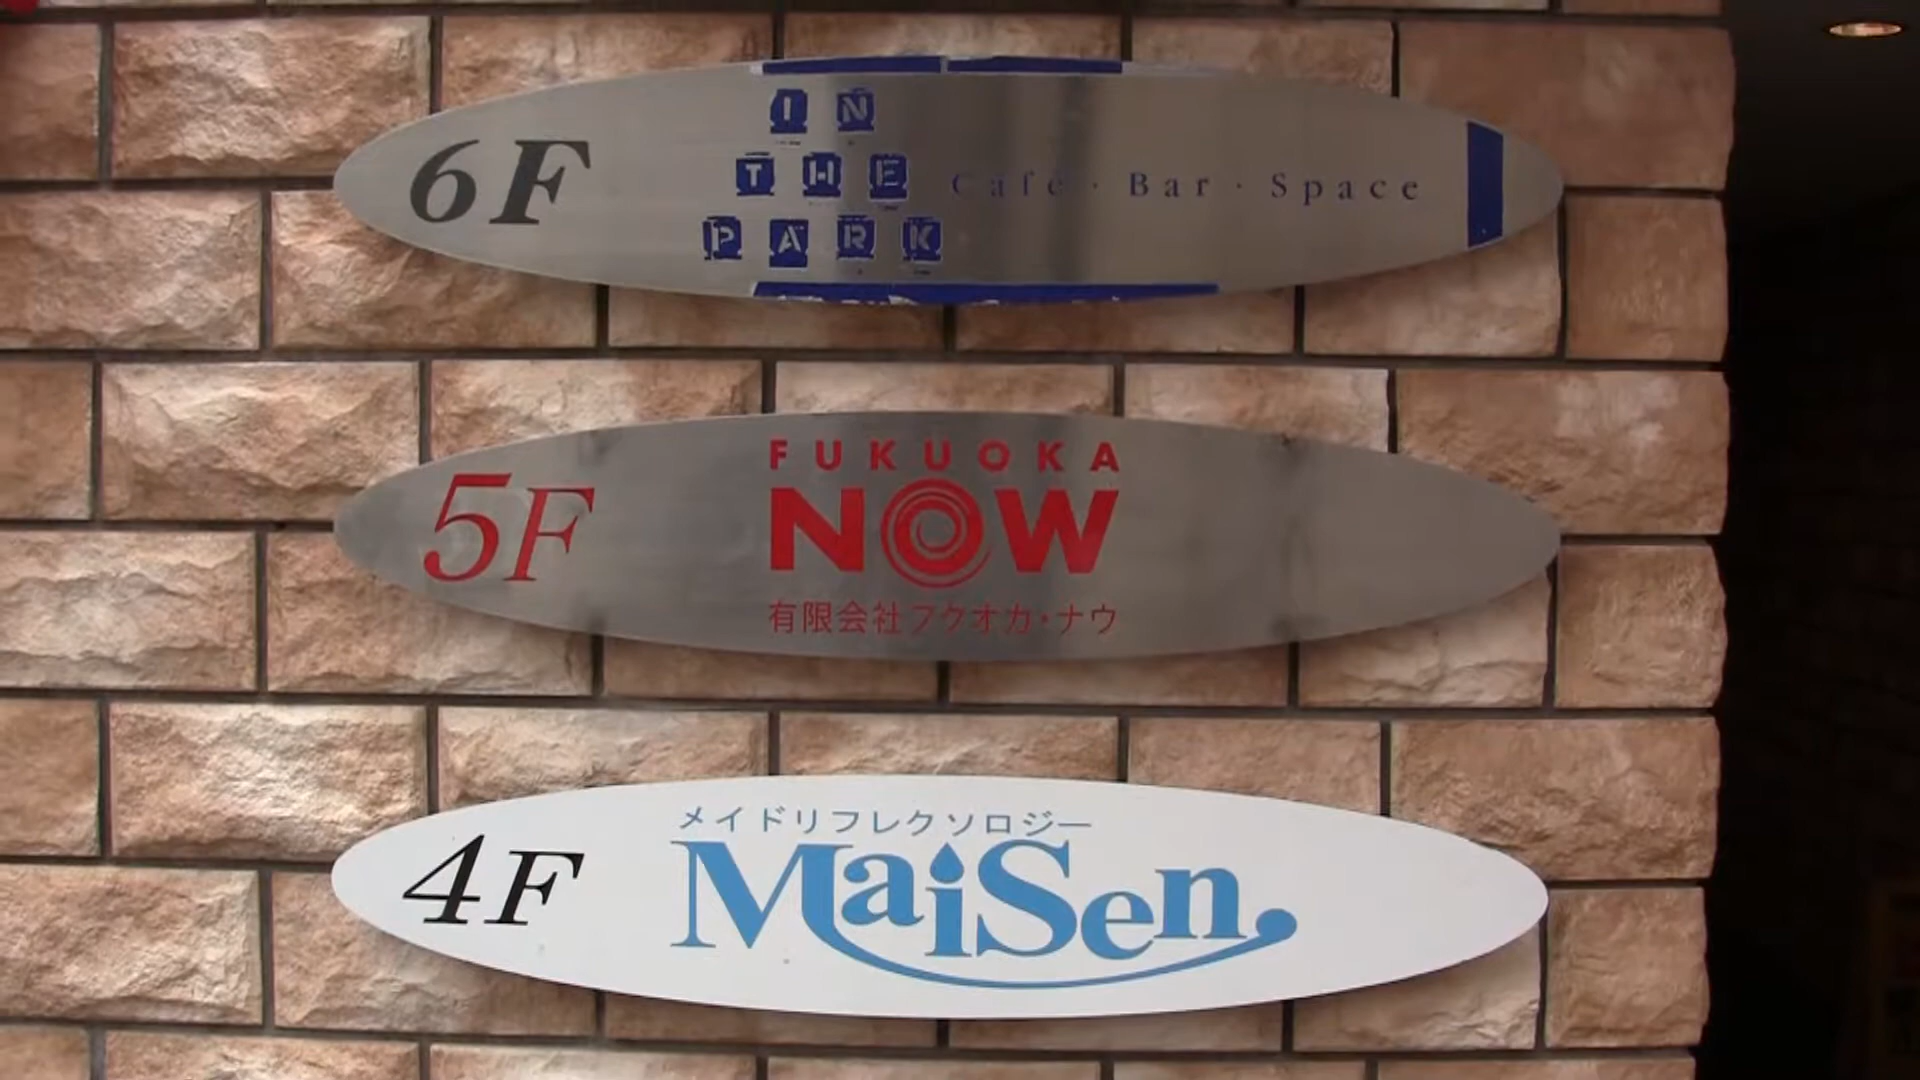 6F
IN
THE
PARK
Cafe · Bar · Space
5F
FUKUOKA
NOW
有限会社フクオカ・ナウ
4F
メイドリフレクソロジー
MaiSen